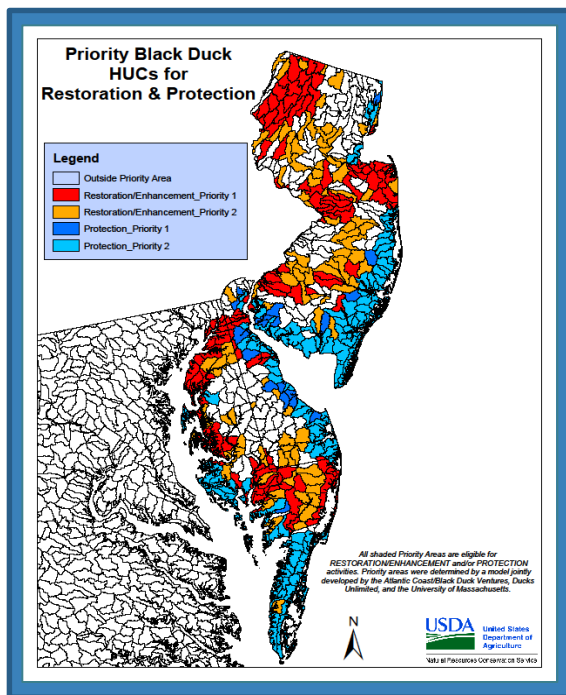 Priority Black Duck
HUCs for
Restoration & Protection
Legend
Outside Priority Area
Restoration/Enhancement_Priority 1
Restoration/Enhancement_Priority 2
Protection_Priority 1
Protection_Priority 2
All shaded Priority Areas are eligible for
RESTORATION/ENHANCEMENT and/or PROTECTION
activities. Priority areas were determined by a model jointly
developed by the Atlantic Coast/Black Duck Ventures, Ducks
Unlimited, and the University of Massachusetts.
N
USDA
United States
Department of
Agriculture
Natural Resources Conservation Service